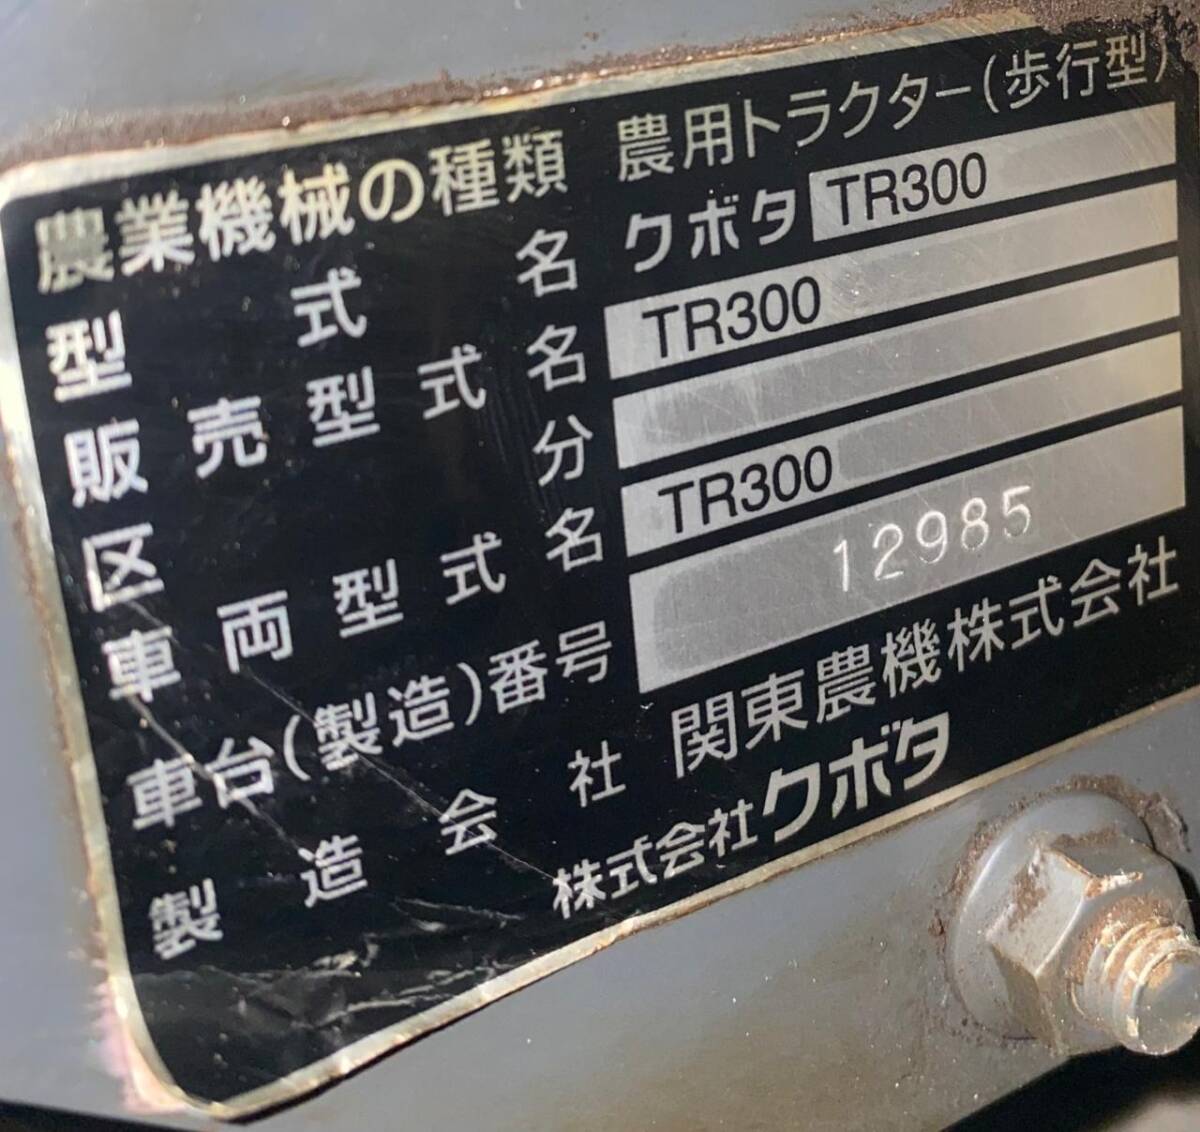 農業機械の種類 農用トラクター(歩行型)
型式名 クボタ TR300
販売型式名 TR300
区分
車両型式名 TR300
車台(製造)番号 12985
製造会社 関東農機株式会社
株式会社クボタ